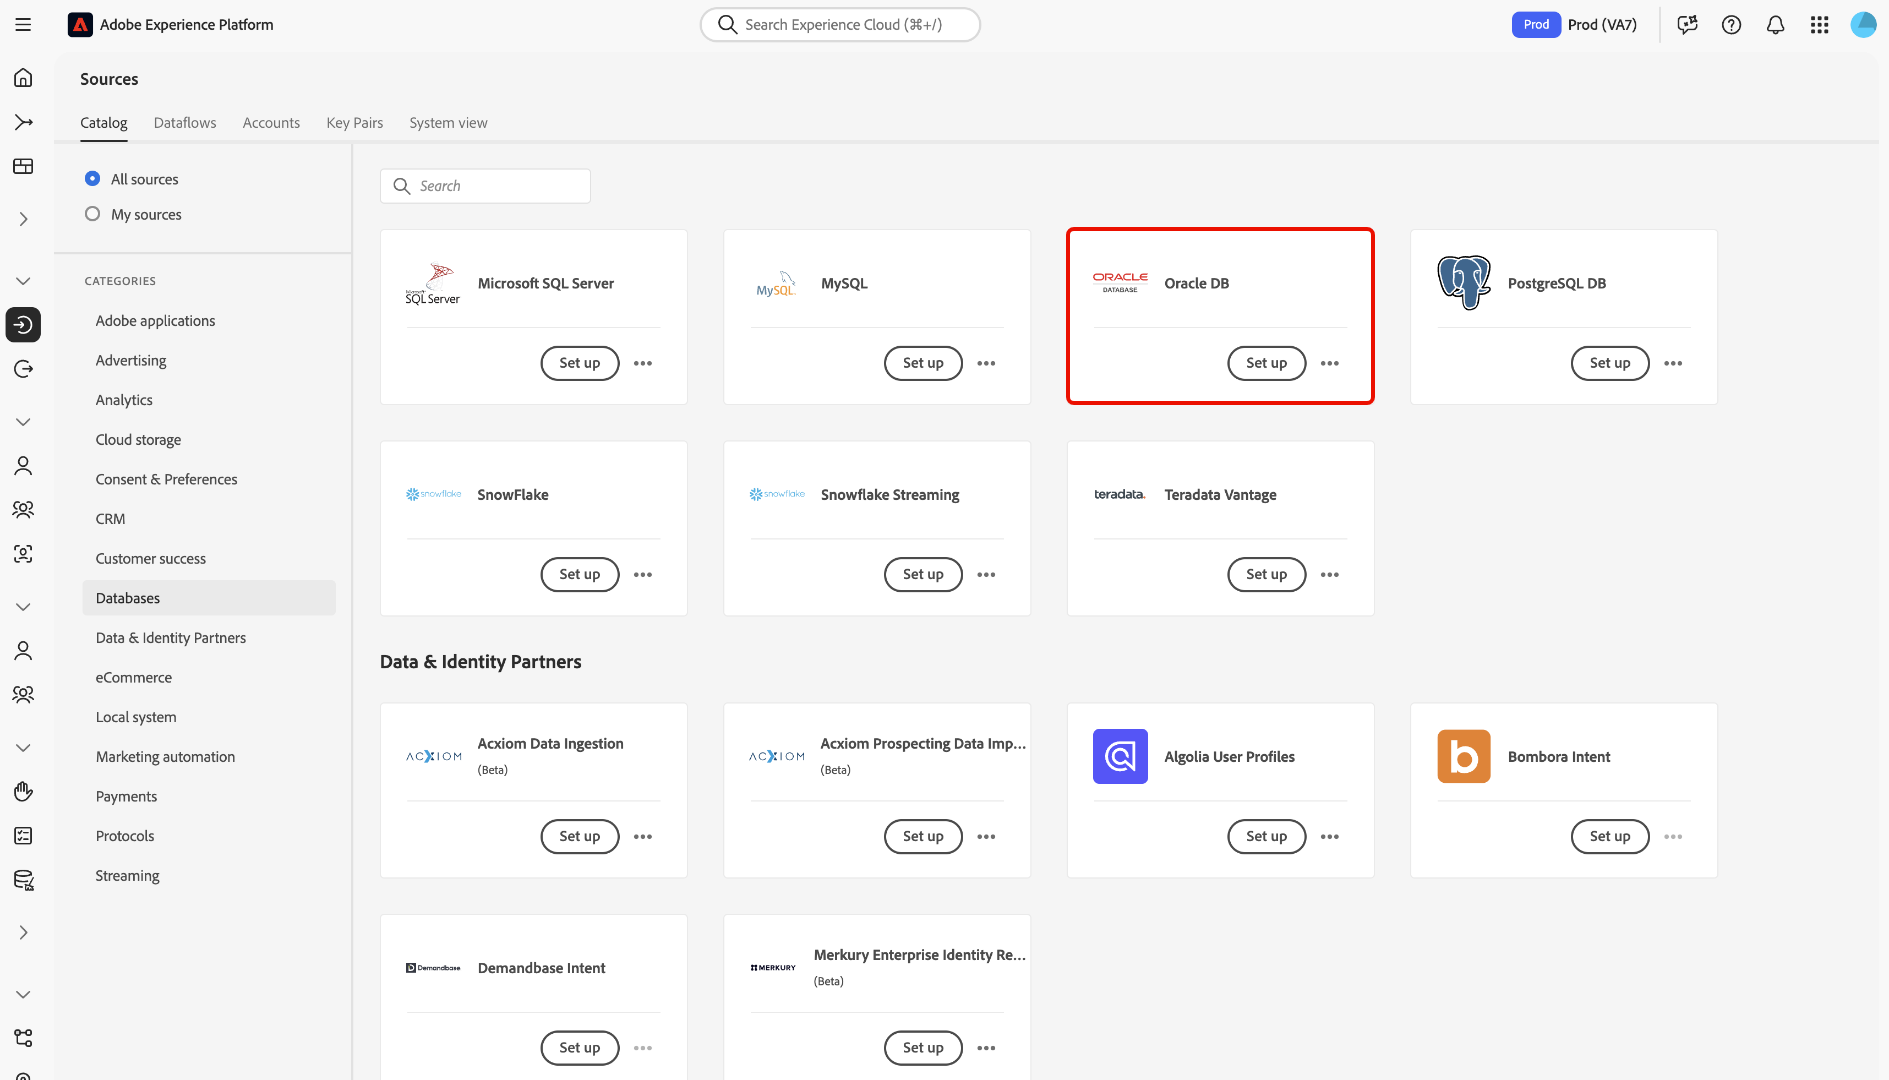 Adobe Experience Platform
Search Experience Cloud (⌘+/)
Prod
Prod (VA7)
Sources
Catalog
Dataflows
Accounts
Key Pairs
System view
All sources
My sources
CATEGORIES
Adobe applications
Advertising
Analytics
Cloud storage
Consent & Preferences
CRM
Customer success
Databases
Data & Identity Partners
eCommerce
Local system
Marketing automation
Payments
Protocols
Streaming
Search
Microsoft
SQL Server
Microsoft SQL Server
Set up
MySQL
MySQL
Set up
ORACLE
DATABASE
Oracle DB
Set up
PostgreSQL DB
Set up
snowflake
SnowFlake
Set up
snowflake
Snowflake Streaming
Set up
teradata.
Teradata Vantage
Set up
Data & Identity Partners
ACXIOM
Acxiom Data Ingestion
(Beta)
Set up
ACXIOM
Acxiom Prospecting Data Imp...
(Beta)
Set up
Algolia User Profiles
Set up
b
Bombora Intent
Set up
Demandbase
Demandbase Intent
Set up
MERKURY
Merkury Enterprise Identity Re...
(Beta)
Set up